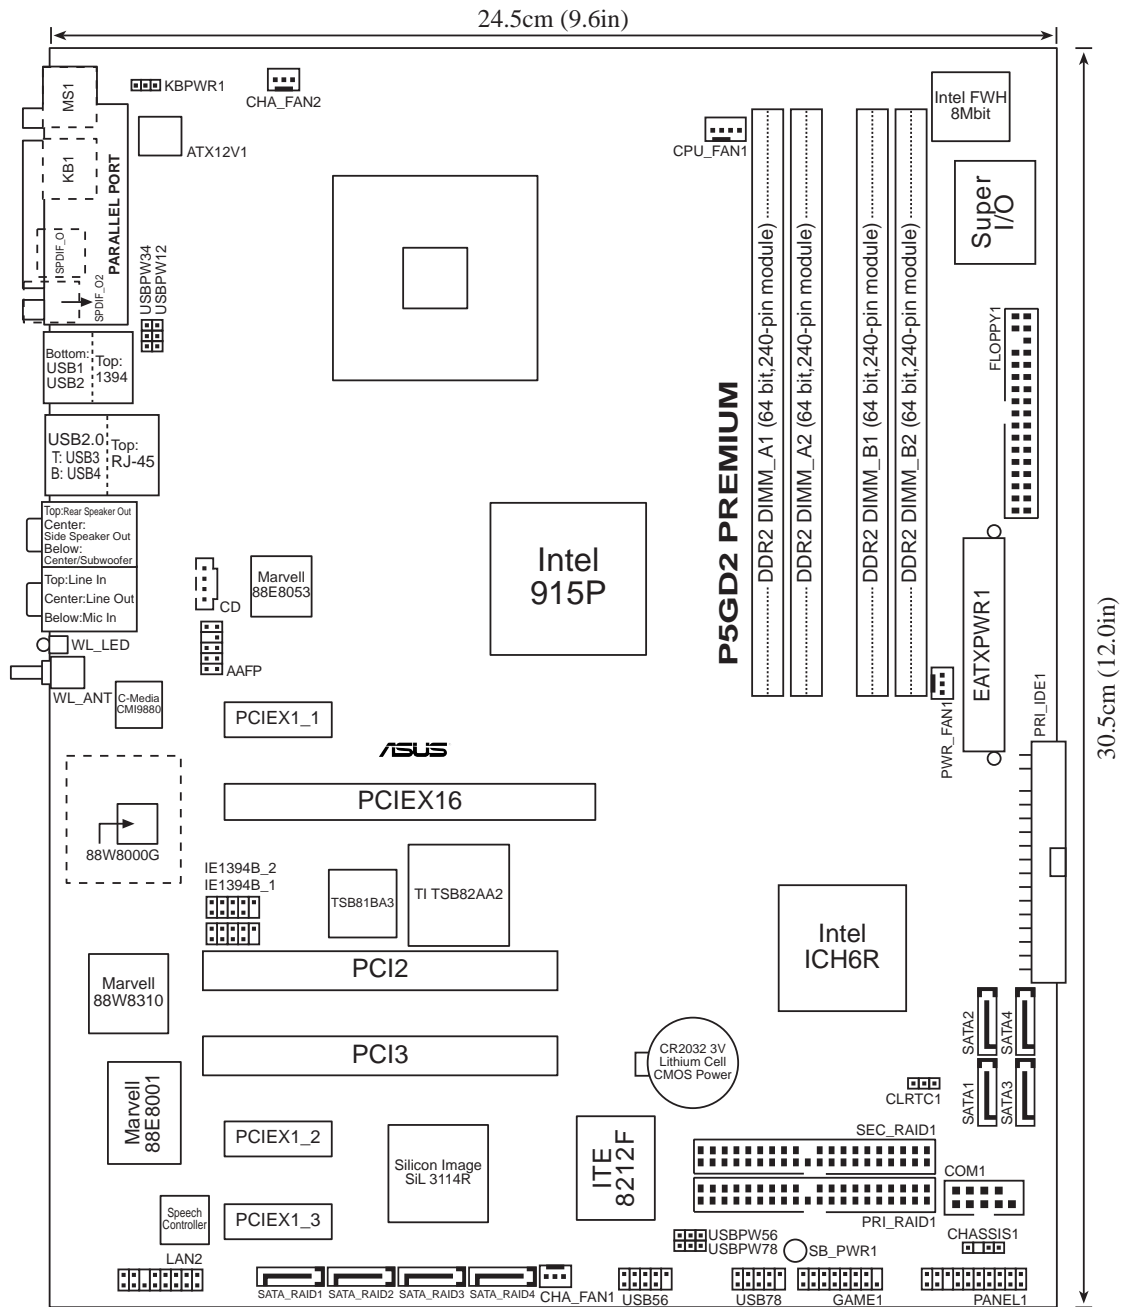 24.5cm (9.6in)
MS1
KBPWR1
CHA_FAN2
ATX12V1
KB1
PARALLEL PORT
SPDIF_O1
SPDIF_O2
USBPW34
USBPW12
CPU_FAN1
Intel FWH
8Mbit
Super
I/O
FLOPPY1
DDR2 DIMM_A1 (64 bit,240-pin module)
DDR2 DIMM_A2 (64 bit,240-pin module)
DDR2 DIMM_B1 (64 bit,240-pin module)
DDR2 DIMM_B2 (64 bit,240-pin module)
P5GD2 PREMIUM
Bottom:
USB1
USB2
Top:
1394
USB2.0
T: USB3
B: USB4
Top:
RJ-45
Top:Rear Speaker Out
Center:
Side Speaker Out
Below:
Center/Subwoofer
Top:Line In
Center:Line Out
Below:Mic In
WL_LED
WL_ANT
CD
Marvell
88E8053
AAFP
C-Media
CMI9880
Intel
915P
EATXPWR1
PWR_FAN1
PRI_IDE1
30.5cm (12.0in)
PCIEX1_1
ASUS
PCIEX16
88W8000G
IE1394B_2
IE1394B_1
TSB81BA3
TI TSB82AA2
Intel
ICH6R
PCI2
Marvell
88W8310
PCI3
CR2032 3V
Lithium Cell
CMOS Power
SATA2
SATA4
SATA1
SATA3
CLRTC1
Marvell
88E8001
PCIEX1_2
Silicon Image
SiL 3114R
ITE
8212F
SEC_RAID1
PRI_RAID1
COM1
CHASSIS1
Speech
Controller
PCIEX1_3
USBPW56
USBPW78
SB_PWR1
LAN2
SATA_RAID1
SATA_RAID2
SATA_RAID3
SATA_RAID4
CHA_FAN1
USB56
USB78
GAME1
PANEL1